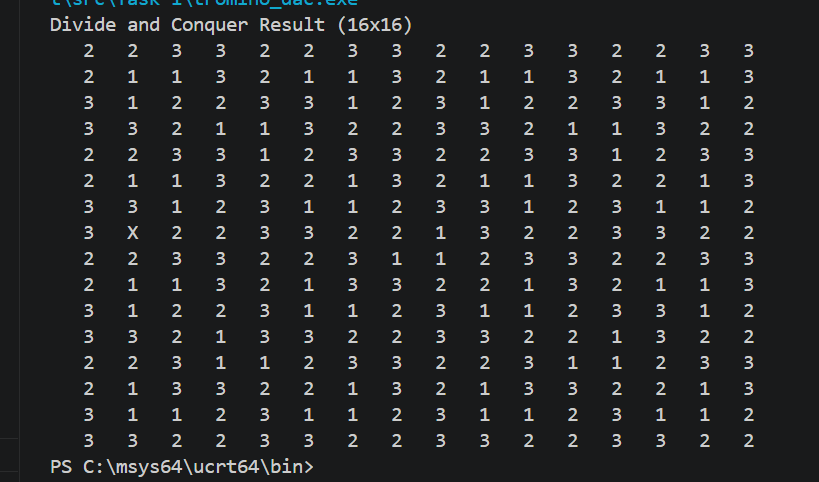 t\src\Task 1\tromino_dac.exe
Divide and Conquer Result (16x16)
2 2 3 3 2 2 3 3 2 2 3 3 2 2 3 3
2 1 1 3 2 1 1 3 2 1 1 3 2 1 1 3
3 1 2 2 3 3 1 2 3 1 2 2 3 3 1 2
3 3 2 1 1 3 2 2 3 3 2 1 1 3 2 2
2 2 3 3 1 2 3 3 2 2 3 3 1 2 3 3
2 1 1 3 2 2 1 3 2 1 1 3 2 2 1 3
3 3 1 2 3 1 1 2 3 3 1 2 3 1 1 2
3 X 2 2 3 3 2 2 1 3 2 2 3 3 2 2
2 2 3 3 2 2 3 1 1 2 3 3 2 2 3 3
2 1 1 3 2 1 3 3 2 2 1 3 2 1 1 3
3 1 2 2 3 1 1 2 3 1 1 2 3 3 1 2
3 3 2 1 3 3 2 2 3 3 2 2 1 3 2 2
2 2 3 1 1 2 3 3 2 2 3 1 1 2 3 3
2 1 3 3 2 2 1 3 2 1 3 3 2 2 1 3
3 1 1 2 3 1 1 2 3 1 1 2 3 1 1 2
3 3 2 2 3 3 2 2 3 3 2 2 3 3 2 2
PS C:\msys64\ucrt64\bin>